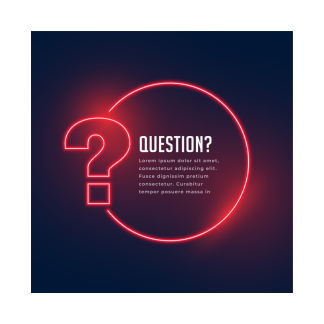 ?
QUESTION?
Lorem ipsum dolor sit amet,
consectetur adipiscing elit.
Fusce dignissim pretium
consectetur. Curabitur
tempor posuere massa in